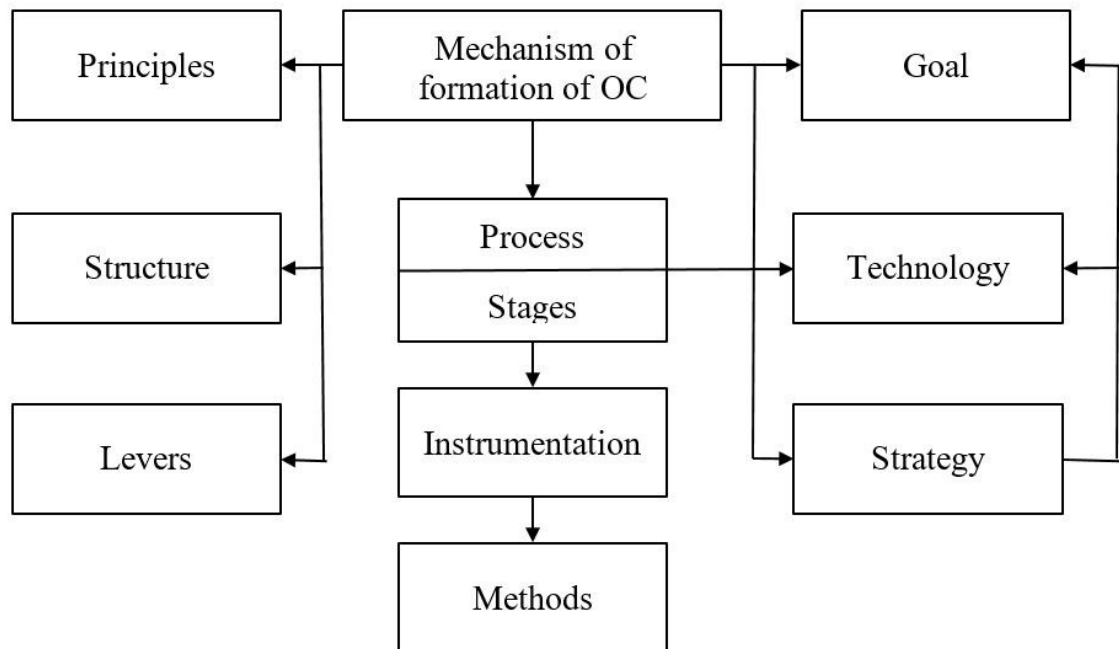 Principles
Mechanism of
formation of OC
Goal
Structure
Process
Stages
Technology
Levers
Instrumentation
Strategy
Methods